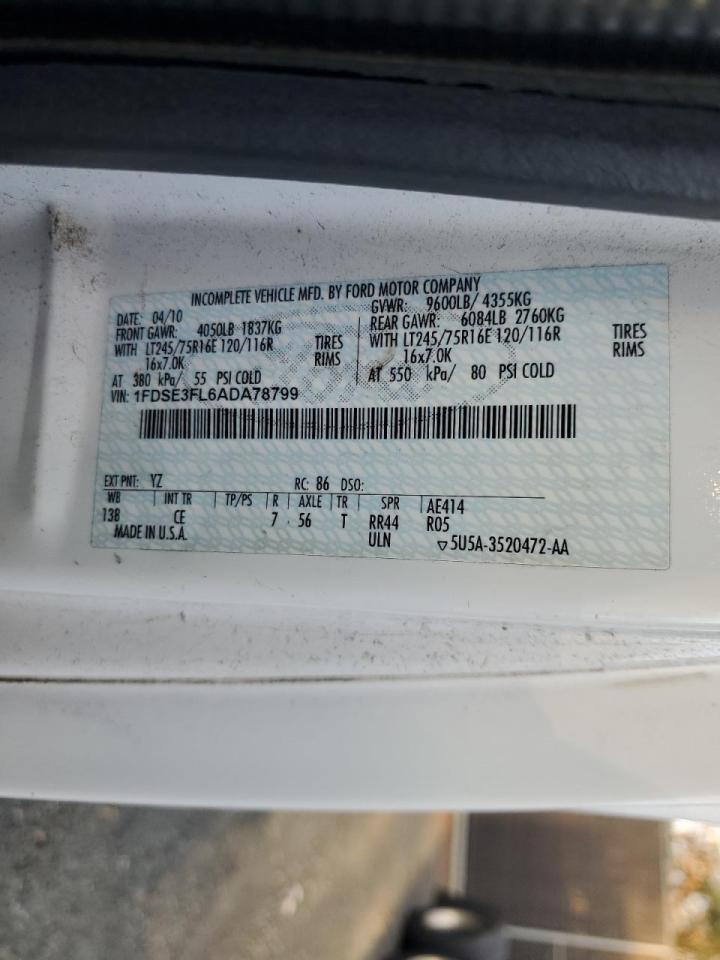 INCOMPLETE VEHICLE MFD. BY FORD MOTOR COMPANY
DATE: 04/10 GVWR: 9600LB/ 4355KG
FRONT GAWR: 4050LB 1837KG REAR GAWR: 6084LB 2760KG
WITH LT245/75R16E 120/116R TIRES WITH LT245/75R16E 120/116R TIRES
16x7.0K RIMS 16x7.0K RIMS
AT 380 kPa/ 55 PSI COLD AT 550 kPa/ 80 PSI COLD
VIN: 1FDSE3FL6ADA78799
EXT PNT: YZ RC: 86 DSO:
WB INT TR TP/PS R AXLE TR SPR AE414
138 CE 7 56 T RR44 R05
MADE IN U.S.A. ULN ▽5U5A-3520472-AA